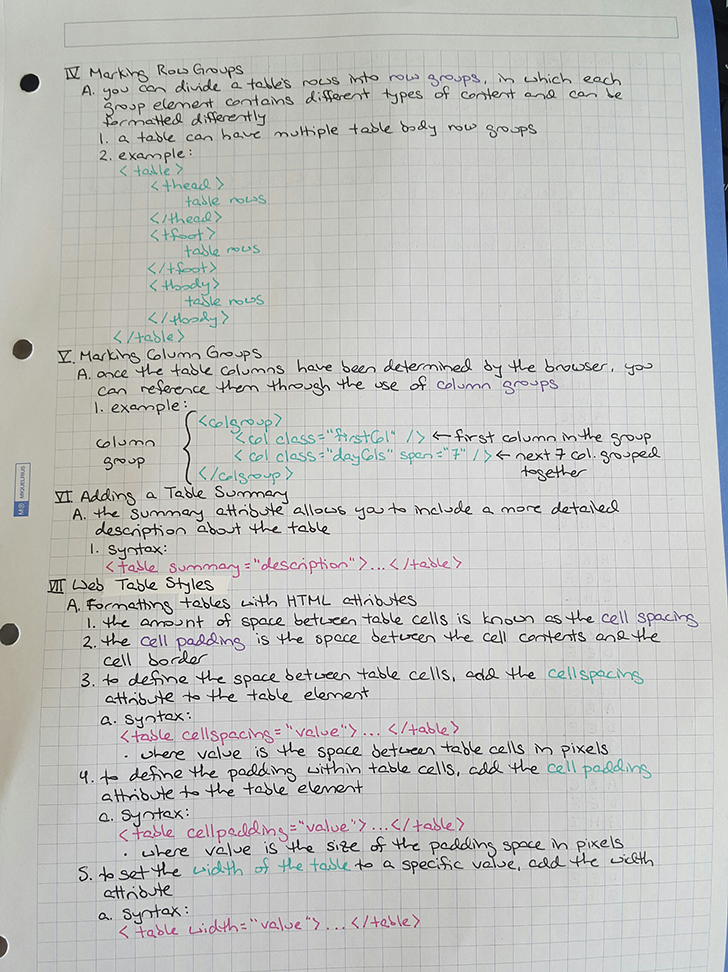 IV Marking Row Groups
A. you can divide a table's rows into row groups, in which each
group element contains different types of content and can be
formatted differently
1. a table can have multiple table body row groups
2. example:
<table>
<thead>
table rows
</thead>
<tfoot>
table rows
</tfoot>
<tbody>
table rows
</tbody>
</table>
V. Marking Column Groups
A. once the table columns have been determined by the browser, you
can reference them through the use of column groups
1. example:
column group
<colgroup>
<col class="firstCol" /> ← first column in the group
<col class="dayCols" span="7" /> ← next 7 col. grouped
together
</colgroup>
VI Adding a Table Summary
A. the summary attribute allows you to include a more detailed
description about the table
1. syntax:
<table summary="description">...</table>
VII Web Table Styles
A. Formatting tables with HTML attributes
1. the amount of space between table cells is known as the cell spacing
2. the cell padding is the space between the cell contents and the
cell border
3. to define the space between table cells, add the cellspacing
attribute to the table element
a. syntax:
<table cellspacing="value">... </table>
· where value is the space between table cells in pixels
4. to define the padding within table cells, add the cell padding
attribute to the table element
a. syntax:
<table cellpadding="value">...</table>
· where value is the size of the padding space in pixels
5. to set the width of the table to a specific value, add the width
attribute
a. syntax:
<table width="value">...</table>
MIQUELRIUS